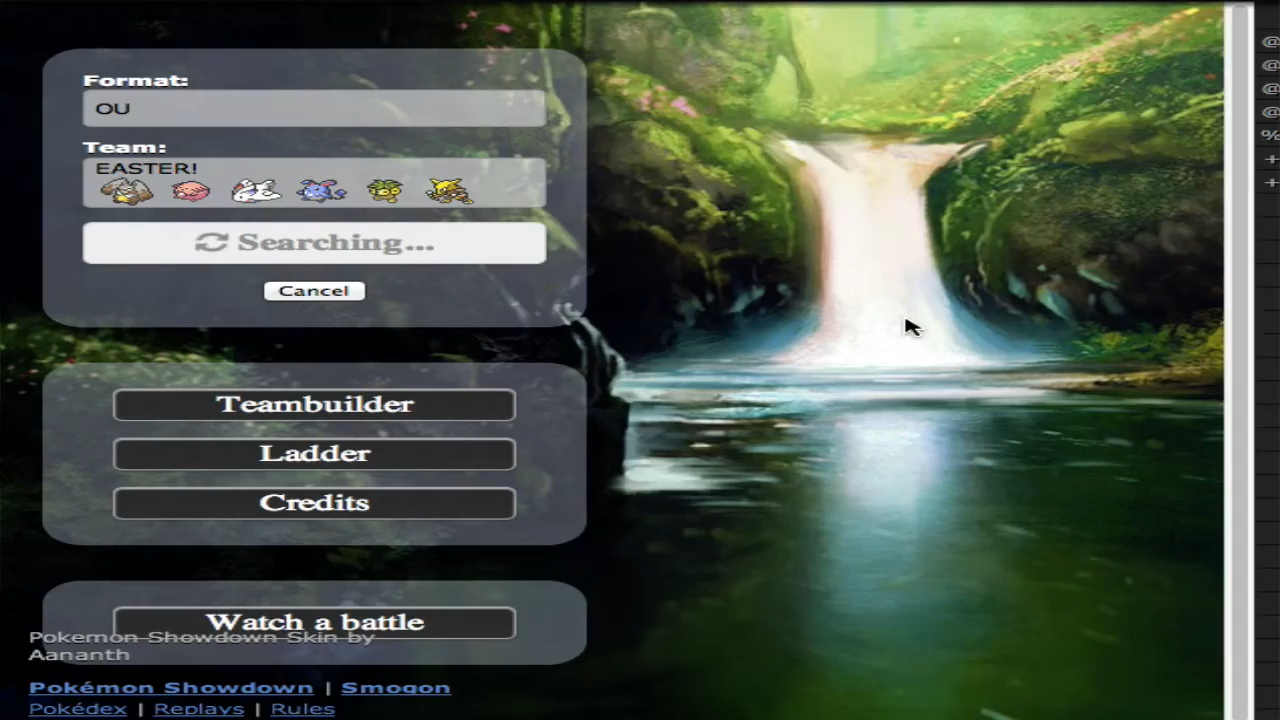 Format:
OU
Team:
EASTER!
Searching...
Cancel
Teambuilder
Ladder
Credits
Watch a battle
Pokemon Showdown Skin by
Aananth
Pokémon Showdown | Smogon
Pokédex | Replays | Rules
@
@
@
@
%
+
+